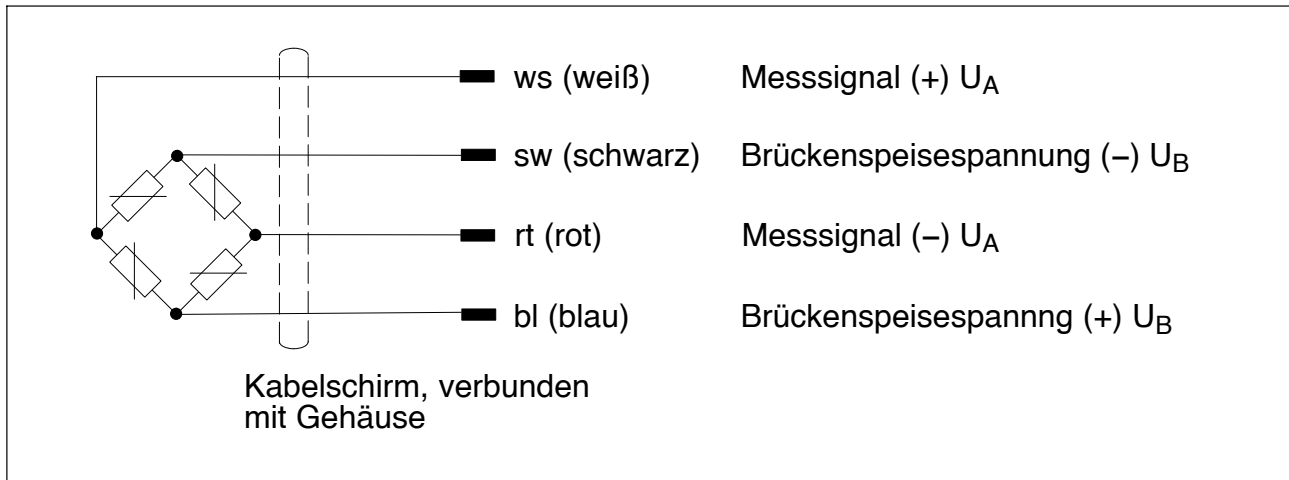 ws (weiß) Messsignal (+) U_A
sw (schwarz) Brückenspeisespannung (−) U_B
rt (rot) Messsignal (−) U_A
bl (blau) Brückenspeisespannng (+) U_B
Kabelschirm, verbunden
mit Gehäuse